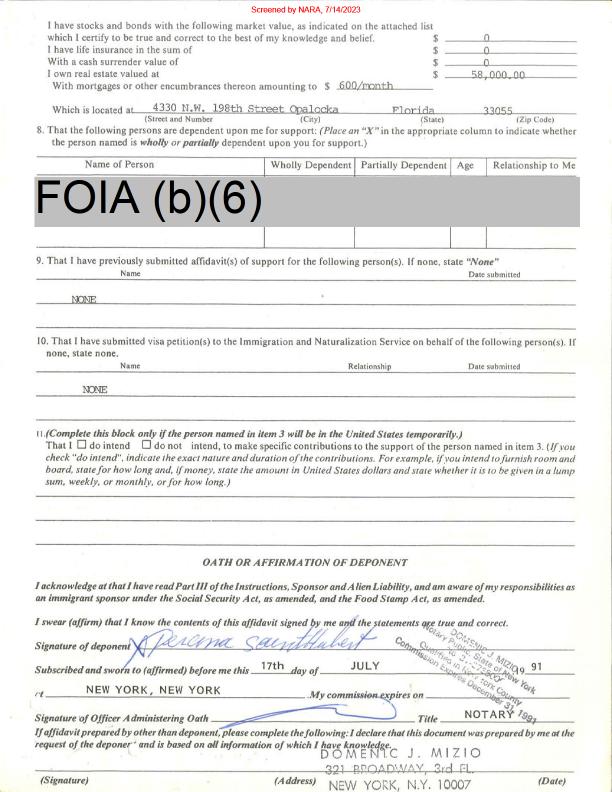 Screened by NARA, 7/14/2023
I have stocks and bonds with the following market value, as indicated on the attached list
which I certify to be true and correct to the best of my knowledge and belief. $ 0
I have life insurance in the sum of $ 0
With a cash surrender value of $ 0
I own real estate valued at $ 58,000.00
With mortgages or other encumbrances thereon amounting to $ 600/month
Which is located at 4330 N.W. 198th Street Opalocka Florida 33055
(Street and Number) (City) (State) (Zip Code)
8. That the following persons are dependent upon me for support: (Place an "X" in the appropriate column to indicate whether
the person named is wholly or partially dependent upon you for support.)
Name of Person Wholly Dependent Partially Dependent Age Relationship to Me
FOIA (b)(6)
9. That I have previously submitted affidavit(s) of support for the following person(s). If none, state "None"
Name Date submitted
NONE
10. That I have submitted visa petition(s) to the Immigration and Naturalization Service on behalf of the following person(s). If
none, state none.
Name Relationship Date submitted
NONE
11.(Complete this block only if the person named in item 3 will be in the United States temporarily.)
That I ☐ do intend ☐ do not intend, to make specific contributions to the support of the person named in item 3. (If you
check "do intend", indicate the exact nature and duration of the contributions. For example, if you intend to furnish room and
board, state for how long and, if money, state the amount in United States dollars and state whether it is to be given in a lump
sum, weekly, or monthly, or for how long.)
OATH OR AFFIRMATION OF DEPONENT
I acknowledge at that I have read Part III of the Instructions, Sponsor and Alien Liability, and am aware of my responsibilities as
an immigrant sponsor under the Social Security Act, as amended, and the Food Stamp Act, as amended.
I swear (affirm) that I know the contents of this affidavit signed by me and the statements are true and correct.
Signature of deponent X
Subscribed and sworn to (affirmed) before me this 17th day of JULY 19 91
DOMENIC J. MIZIO
Notary Public, State of New York
Qualified in New York County
Commission Expires December 31, 1991
NEW YORK, NEW YORK .My commission expires on
Signature of Officer Administering Oath Title NOTARY
If affidavit prepared by other than deponent, please complete the following: I declare that this document was prepared by me at the
request of the deponent and is based on all information of which I have knowledge.
DOMENIC J. MIZIO
321 BROADWAY, 3rd FL.
(Signature) (Address) NEW YORK, N.Y. 10007 (Date)